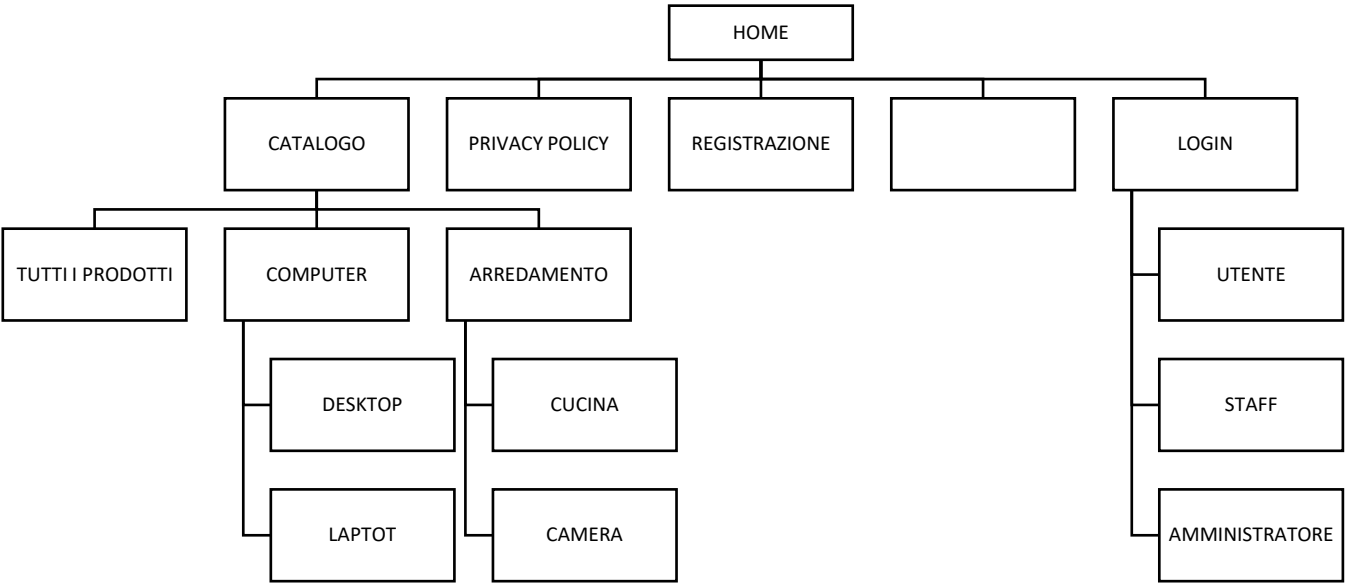 HOME
CATALOGO
PRIVACY POLICY
REGISTRAZIONE
LOGIN
TUTTI I PRODOTTI
COMPUTER
ARREDAMENTO
UTENTE
DESKTOP
CUCINA
STAFF
LAPTOT
CAMERA
AMMINISTRATORE